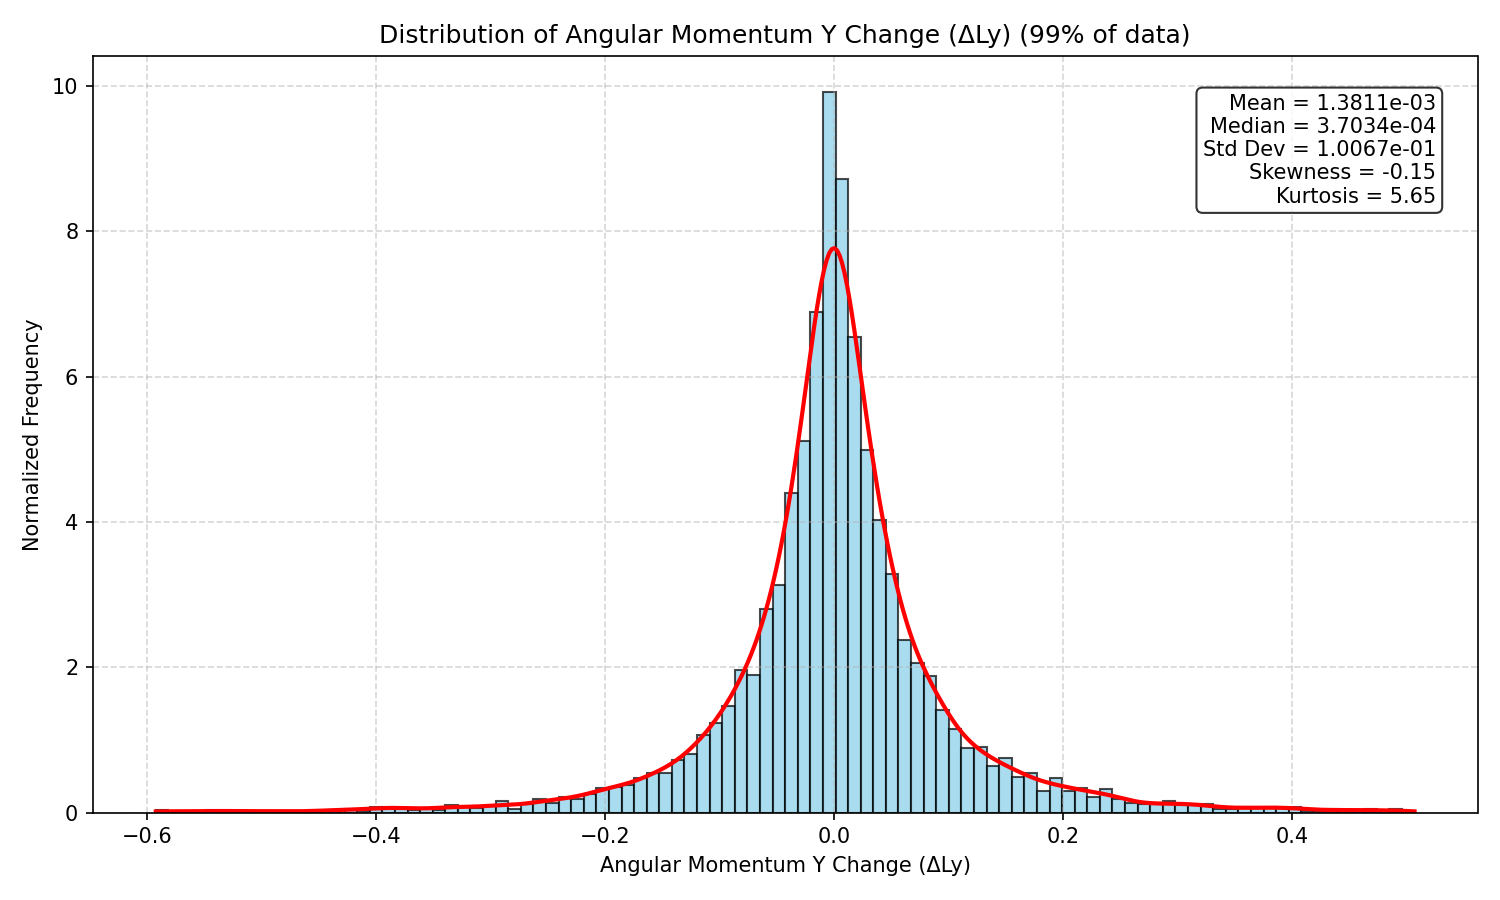 Distribution of Angular Momentum Y Change (ΔLy) (99% of data)
Mean = 1.3811e-03
Median = 3.7034e-04
Std Dev = 1.0067e-01
Skewness = -0.15
Kurtosis = 5.65
Normalized Frequency
10
8
6
4
2
0
−0.6
−0.4
−0.2
0.0
0.2
0.4
Angular Momentum Y Change (ΔLy)